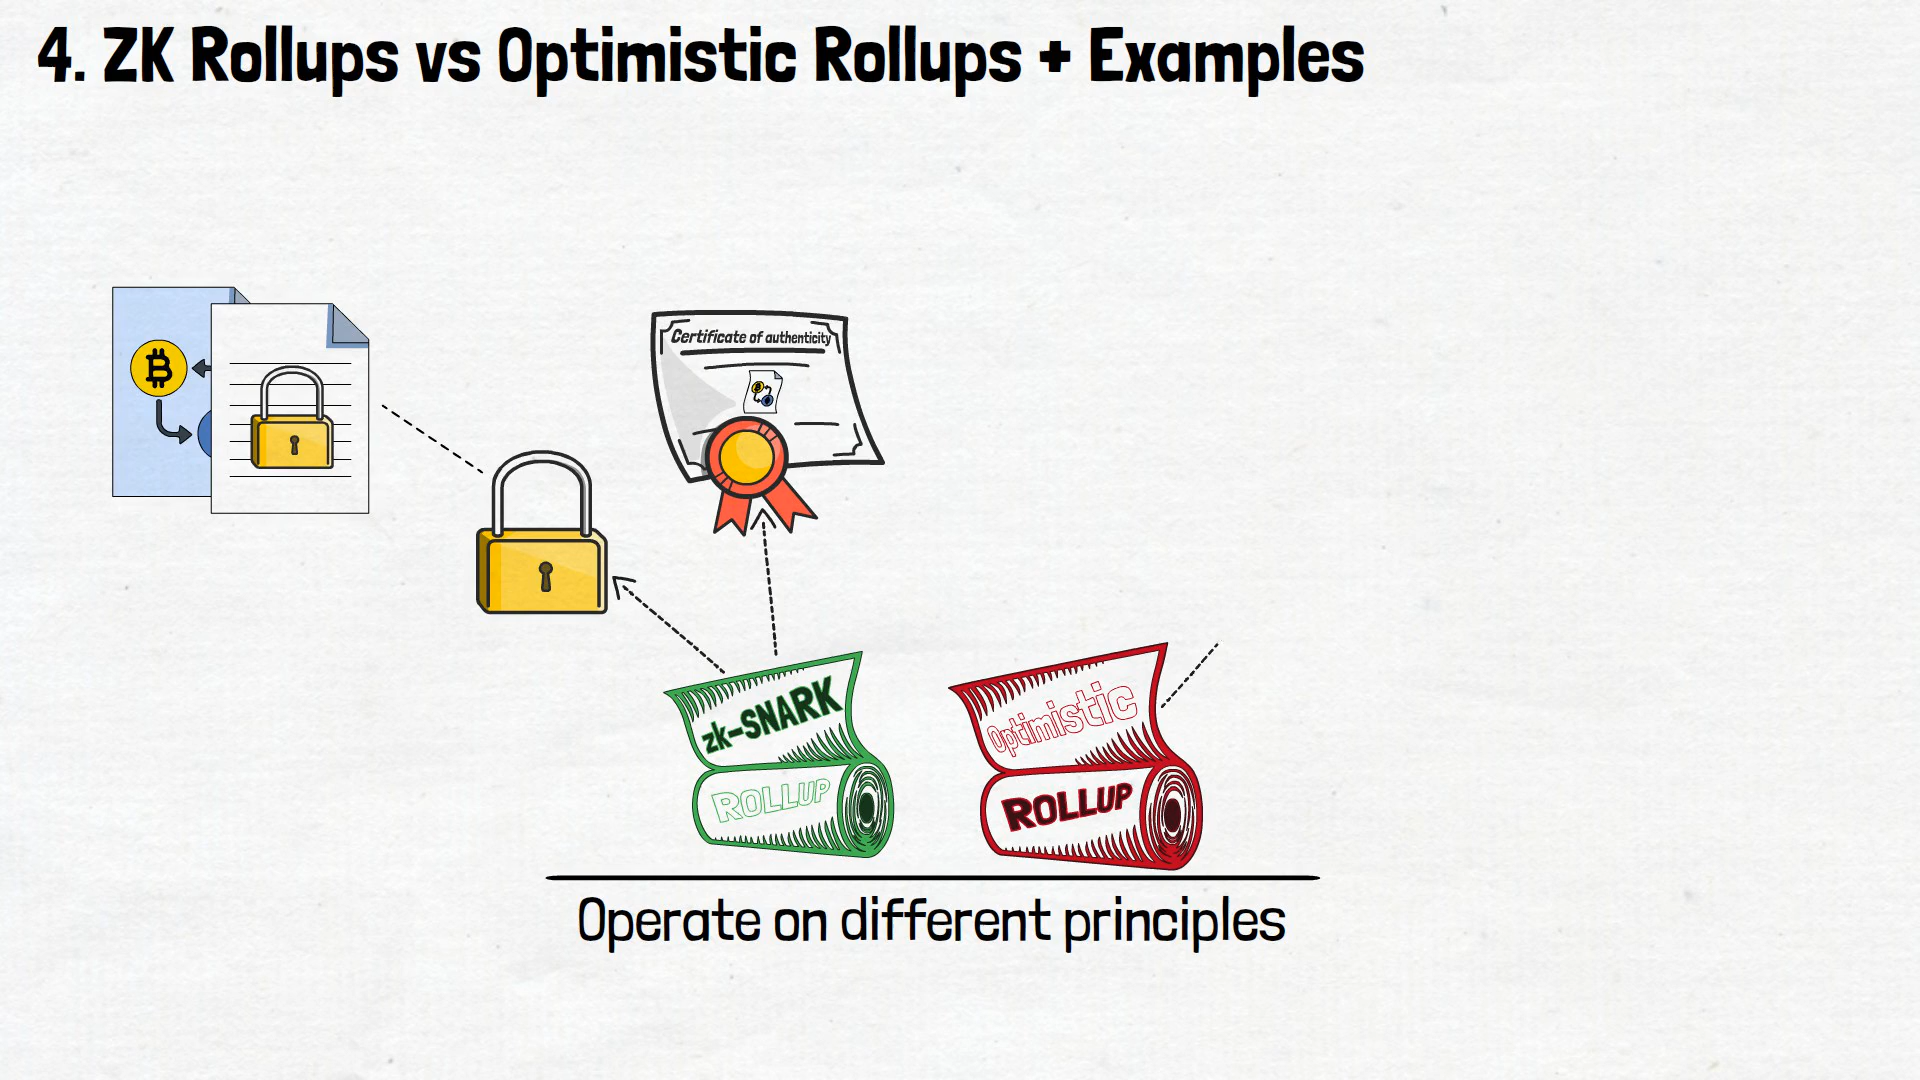 4. ZK Rollups vs Optimistic Rollups + Examples
Certificate of authenticity
zk-SNARK
ROLLUP
Optimistic
ROLLUP
Operate on different principles